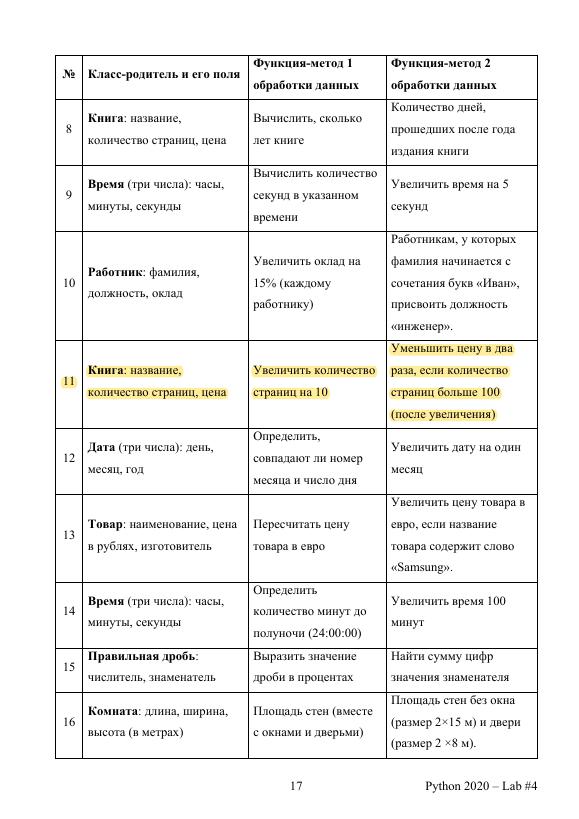 №
Класс-родитель и его поля
Функция-метод 1
обработки данных
Функция-метод 2
обработки данных
8
Книга: название,
количество страниц, цена
Вычислить, сколько
лет книге
Количество дней,
прошедших после года
издания книги
9
Время (три числа): часы,
минуты, секунды
Вычислить количество
секунд в указанном
времени
Увеличить время на 5
секунд
10
Работник: фамилия,
должность, оклад
Увеличить оклад на
15% (каждому
работнику)
Работникам, у которых
фамилия начинается с
сочетания букв «Иван»,
присвоить должность
«инженер».
11
Книга: название,
количество страниц, цена
Увеличить количество
страниц на 10
Уменьшить цену в два
раза, если количество
страниц больше 100
(после увеличения)
12
Дата (три числа): день,
месяц, год
Определить,
совпадают ли номер
месяца и число дня
Увеличить дату на один
месяц
13
Товар: наименование, цена
в рублях, изготовитель
Пересчитать цену
товара в евро
Увеличить цену товара в
евро, если название
товара содержит слово
«Samsung».
14
Время (три числа): часы,
минуты, секунды
Определить
количество минут до
полуночи (24:00:00)
Увеличить время 100
минут
15
Правильная дробь:
числитель, знаменатель
Выразить значение
дроби в процентах
Найти сумму цифр
значения знаменателя
16
Комната: длина, ширина,
высота (в метрах)
Площадь стен (вместе
с окнами и дверьми)
Площадь стен без окна
(размер 2×15 м) и двери
(размер 2 ×8 м).
17
Python 2020 – Lab #4